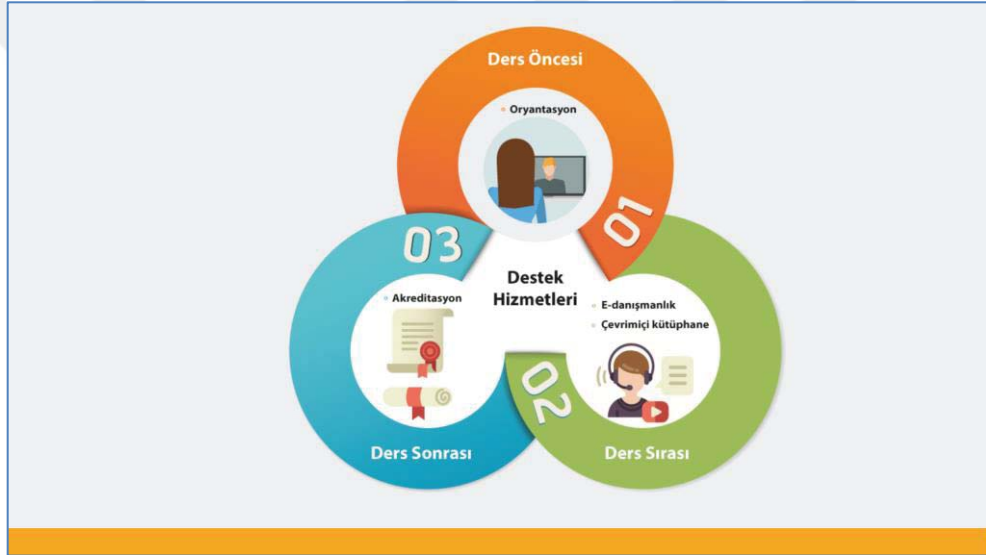 Ders Öncesi
• Oryantasyon
01
Destek
Hizmetleri
• E-danışmanlık
• Çevrimiçi kütüphane
02
Ders Sırası
03
• Akreditasyon
Ders Sonrası